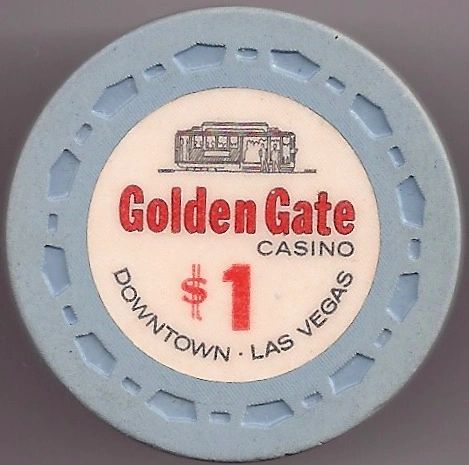 Golden Gate
CASINO
$1
DOWNTOWN · LAS VEGAS